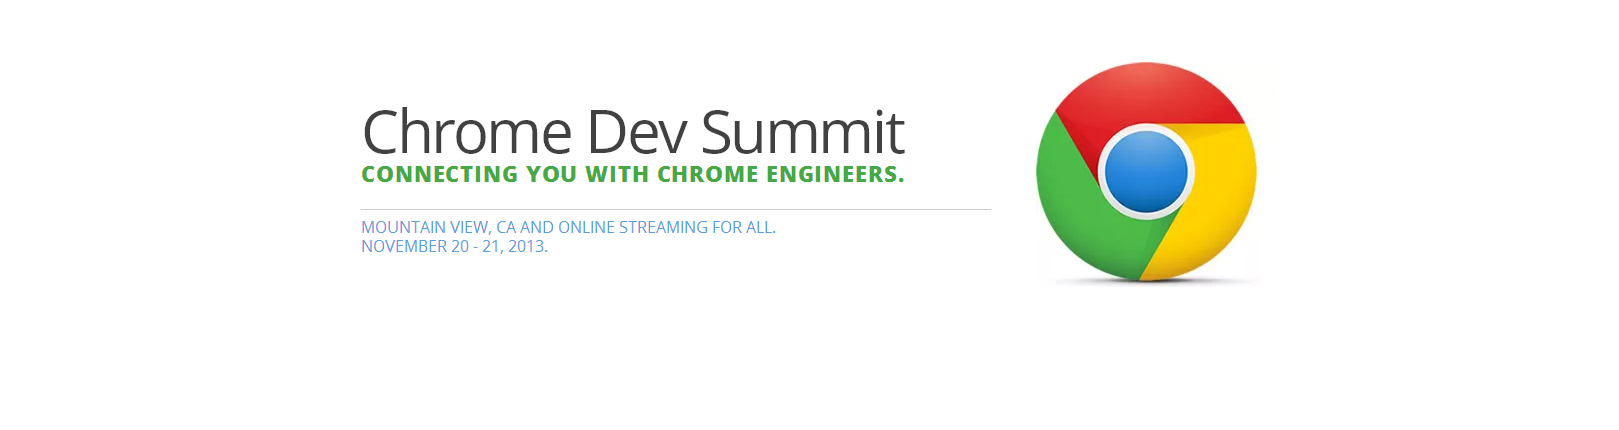 Chrome Dev Summit
CONNECTING YOU WITH CHROME ENGINEERS.
MOUNTAIN VIEW, CA AND ONLINE STREAMING FOR ALL.
NOVEMBER 20 - 21, 2013.